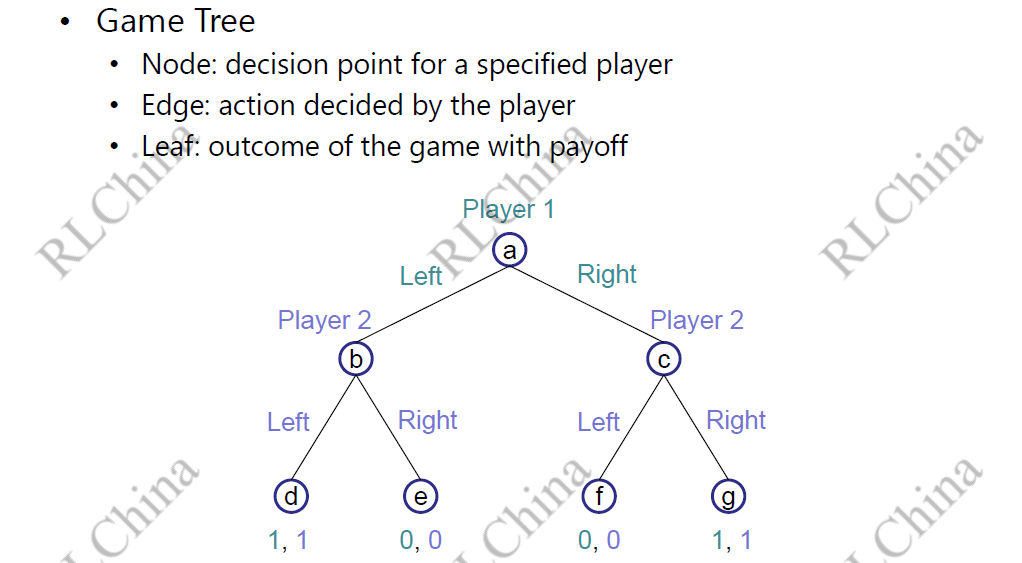 • Game Tree
• Node: decision point for a specified player
• Edge: action decided by the player
• Leaf: outcome of the game with payoff
RLChina RLChina RLChina
Player 1
a
Left Right
Player 2 Player 2
b c
Left Right Left Right
d e f g
1, 1 0, 0 0, 0 1, 1
RLChina RLChina RLChina